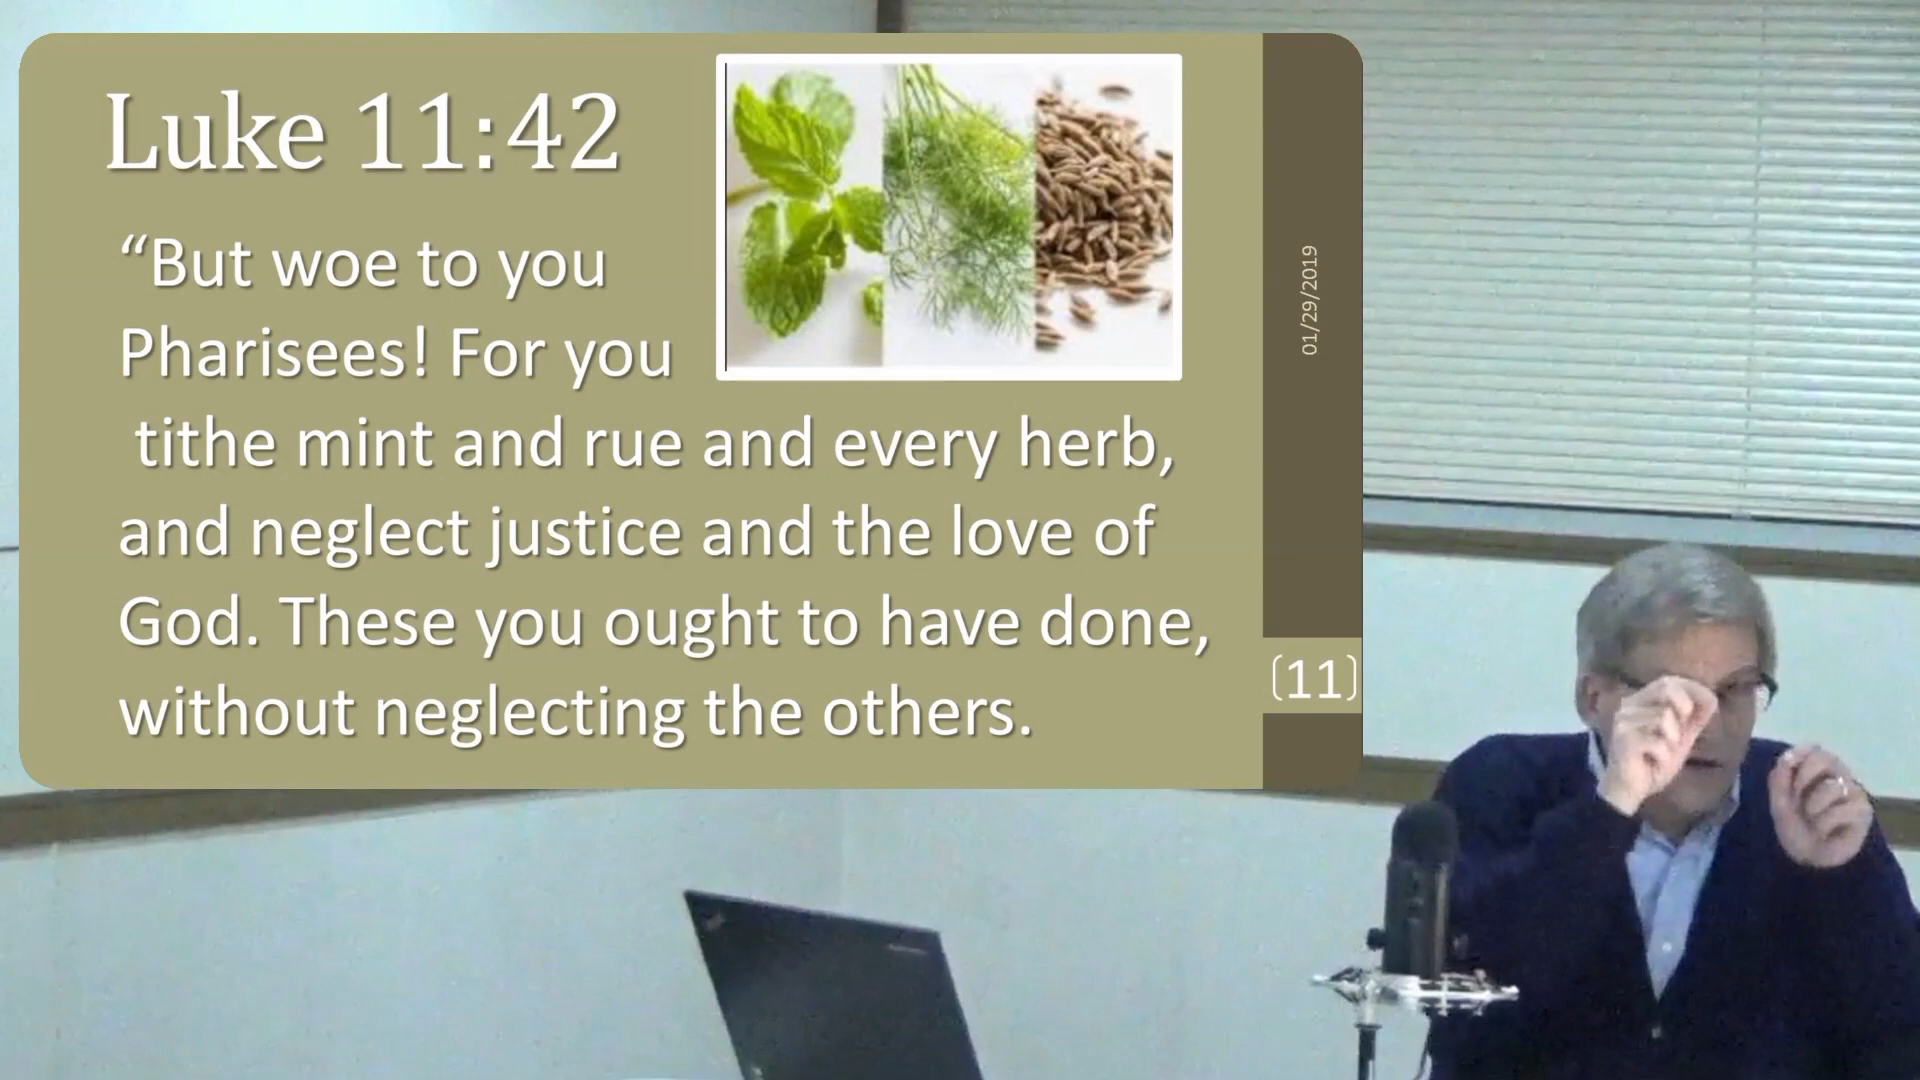 Luke 11:42
“But woe to you
Pharisees! For you
tithe mint and rue and every herb,
and neglect justice and the love of
God. These you ought to have done,
without neglecting the others.
01/29/2019
(11)